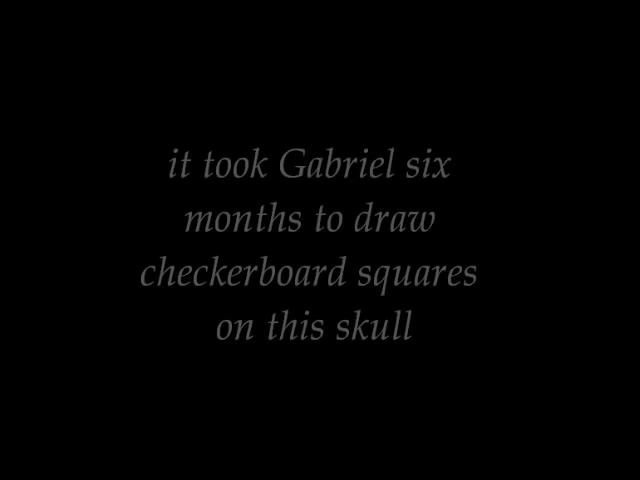 it took Gabriel six
months to draw
checkerboard squares
on this skull